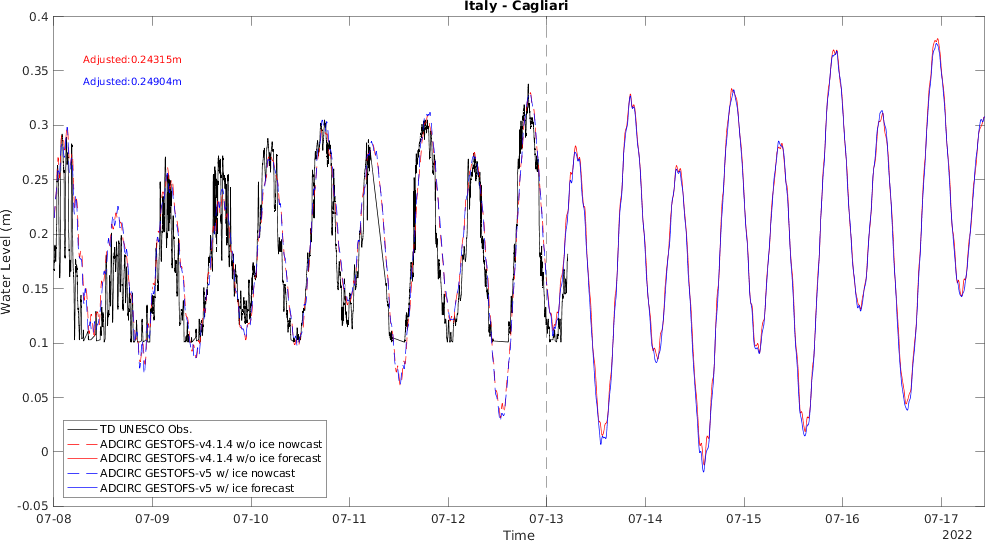 Italy - Cagliari
0.4
0.35
0.3
0.25
0.2
0.15
0.1
0.05
0
-0.05
Water Level (m)
Adjusted:0.24315m
Adjusted:0.24904m
TD UNESCO Obs.
ADCIRC GESTOFS-v4.1.4 w/o ice nowcast
ADCIRC GESTOFS-v4.1.4 w/o ice forecast
ADCIRC GESTOFS-v5 w/ ice nowcast
ADCIRC GESTOFS-v5 w/ ice forecast
07-08 07-09 07-10 07-11 07-12 07-13 07-14 07-15 07-16 07-17
Time
2022